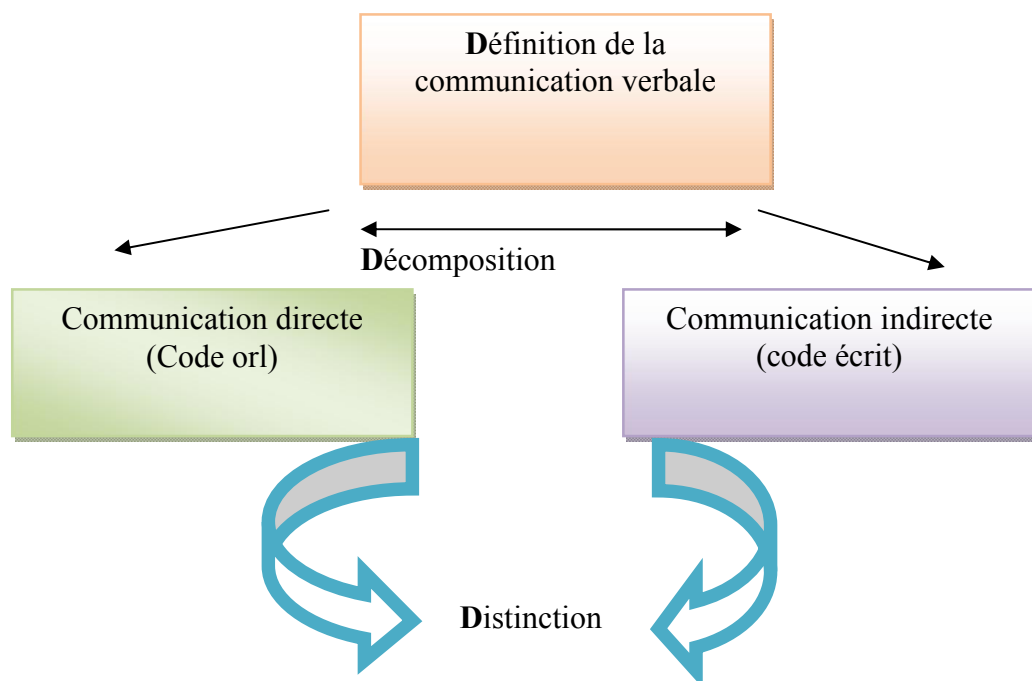 Définition de la
communication verbale
Décomposition
Communication directe
(Code orl)
Communication indirecte
(code écrit)
Distinction